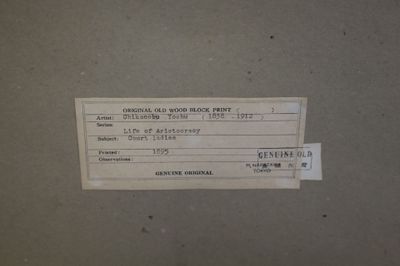 ORIGINAL OLD WOOD BLOCK PRINT ( )
Artist: Chikanobu Yoshu ( 1838 - 1912 )
Series:
Life of Aristocracy
Subject: Court ladies
Printed: 1895
Observations:
GENUINE ORIGINAL
GENUINE OLD
TOKYO